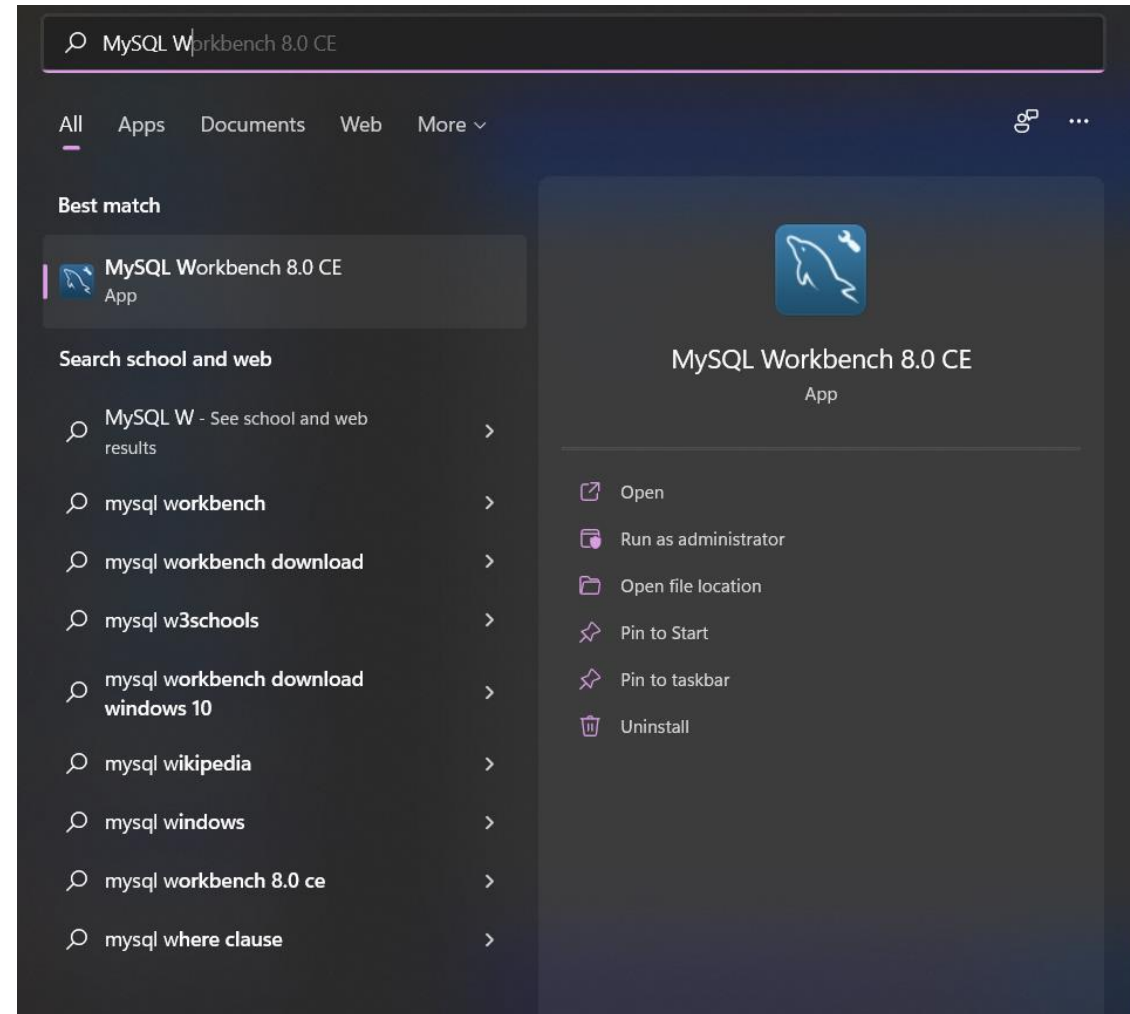 MySQL Workbench 8.0 CE
All Apps Documents Web More
Best match
MySQL Workbench 8.0 CE
App
Search school and web
MySQL W - See school and web
results
mysql workbench
mysql workbench download
mysql w3schools
mysql workbench download
windows 10
mysql wikipedia
mysql windows
mysql workbench 8.0 ce
mysql where clause
MySQL Workbench 8.0 CE
App
Open
Run as administrator
Open file location
Pin to Start
Pin to taskbar
Uninstall